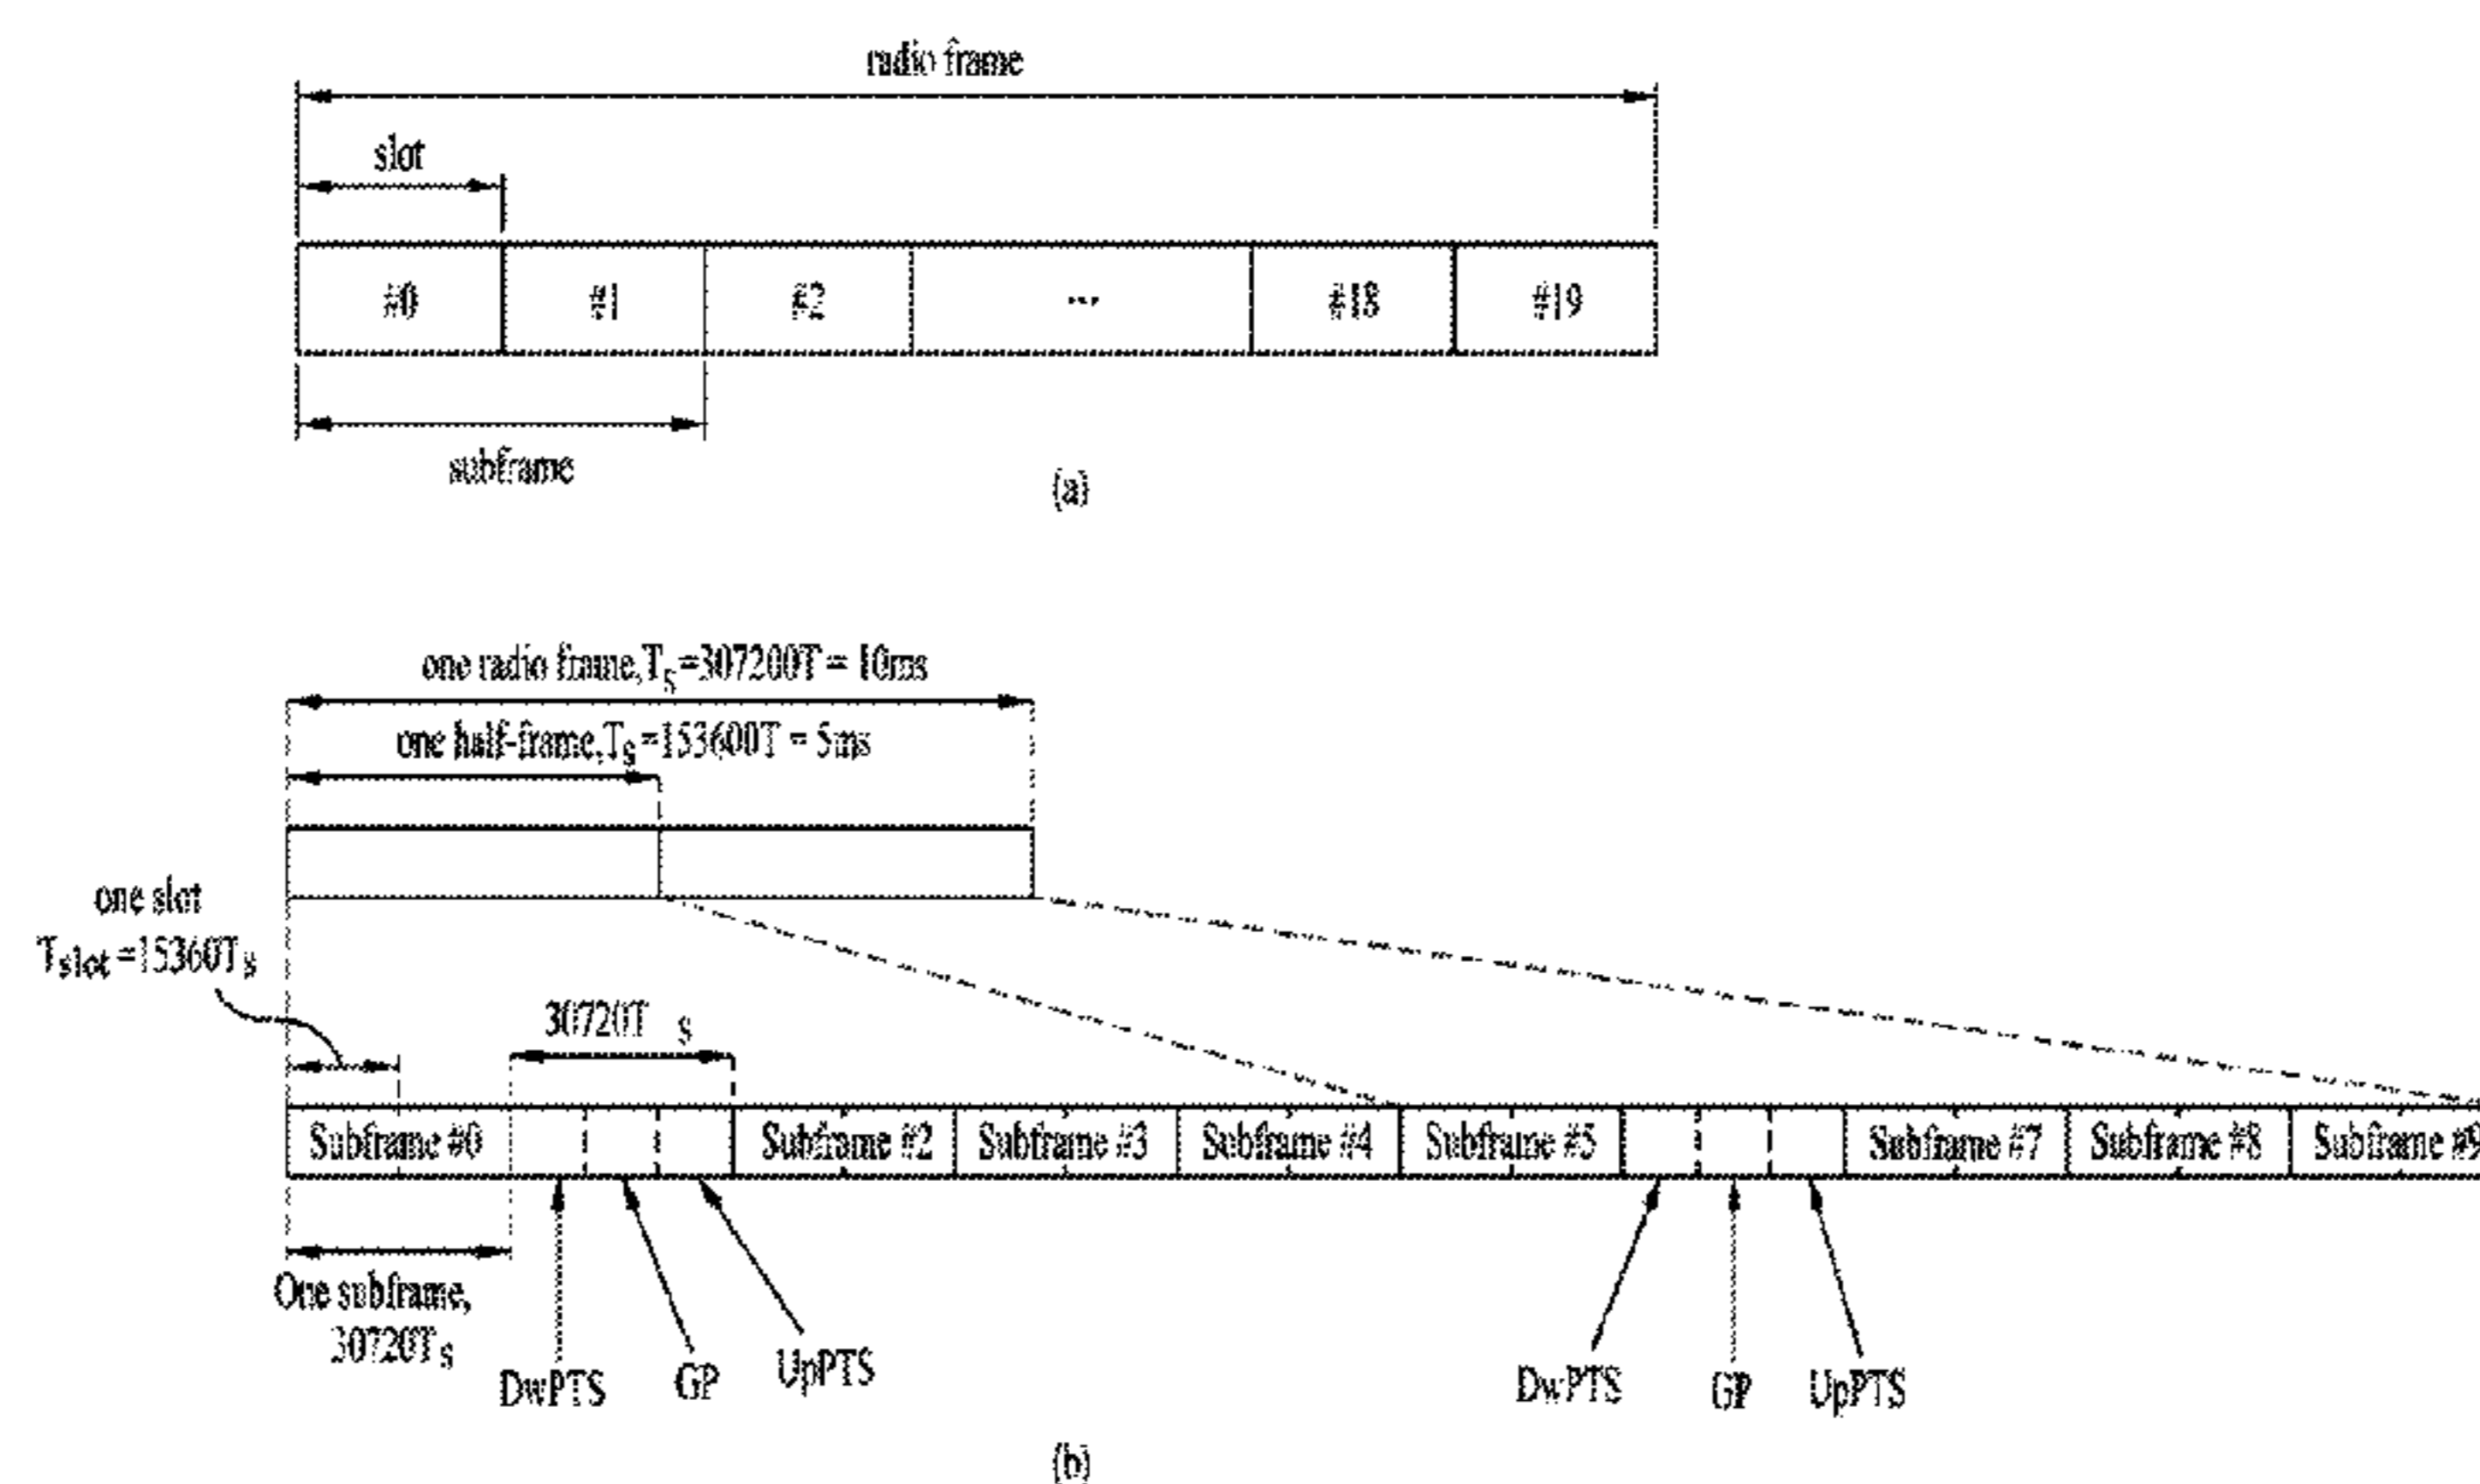 radio frame
slot
#0 #1 #2 ... #18 #19
subframe
(a)
one radio frame,TS=307200T = 10ms
one half-frame,TS=153600T = 5ms
one slot
Tslot=15360TS
30720T S
Subframe #0 Subframe #2 Subframe #3 Subframe #4 Subframe #5 Subframe #7 Subframe #8 Subframe #9
One subframe,
30720TS
DwPTS GP UpPTS DwPTS GP UpPTS
(b)